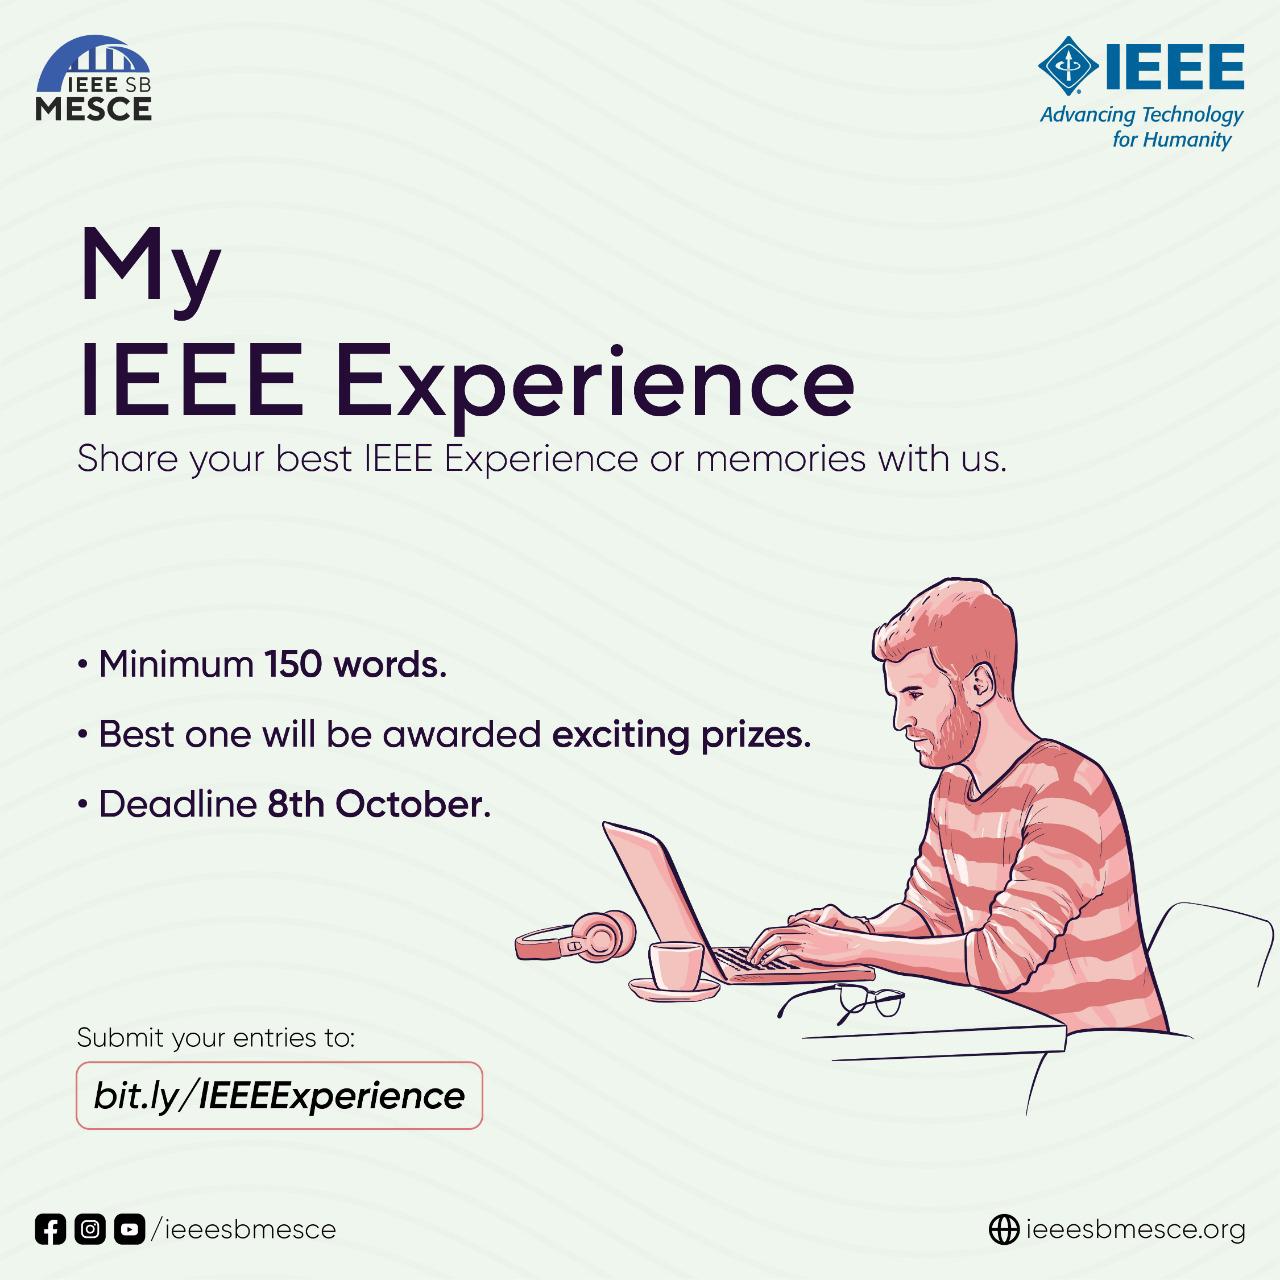 IEEE SB
MESCE
IEEE
Advancing Technology
for Humanity
My
IEEE Experience
Share your best IEEE Experience or memories with us.
• Minimum 150 words.
• Best one will be awarded exciting prizes.
• Deadline 8th October.
Submit your entries to:
bit.ly/IEEEExperience
/ieeesbmesce
ieeesbmesce.org